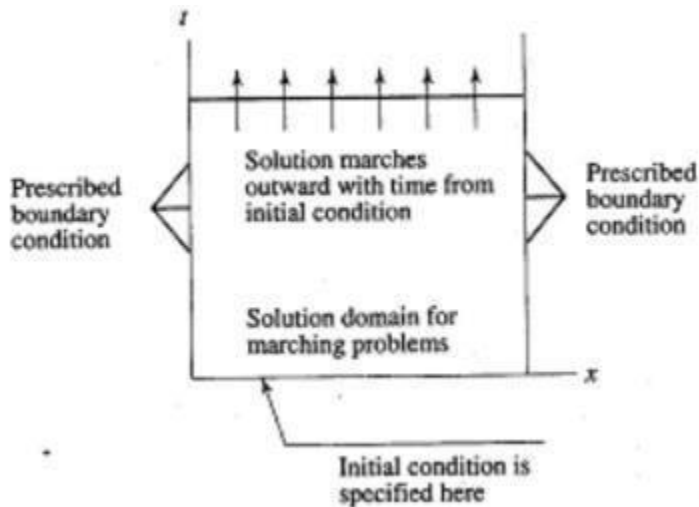 t
Solution marches
outward with time from
initial condition
Prescribed
boundary
condition
Prescribed
boundary
condition
Solution domain for
marching problems
x
Initial condition is
specified here